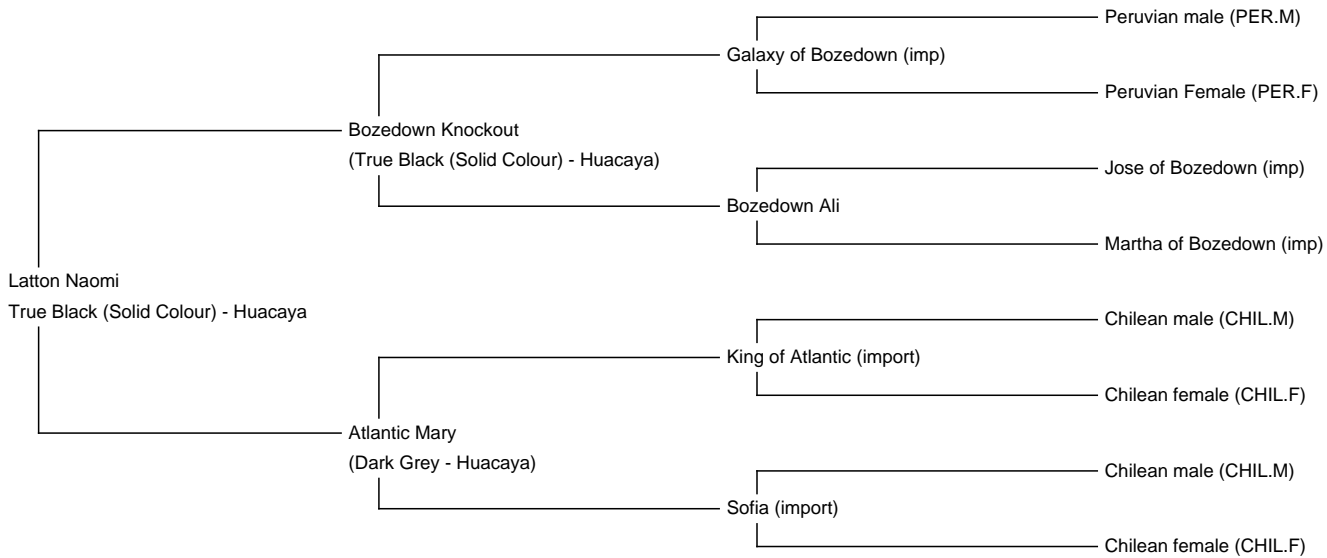 Peruvian male (PER.M)
Galaxy of Bozedown (imp)
Peruvian Female (PER.F)
Bozedown Knockout
(True Black (Solid Colour) - Huacaya)
Jose of Bozedown (imp)
Bozedown Ali
Martha of Bozedown (imp)
Latton Naomi
True Black (Solid Colour) - Huacaya
Chilean male (CHIL.M)
King of Atlantic (import)
Chilean female (CHIL.F)
Atlantic Mary
(Dark Grey - Huacaya)
Chilean male (CHIL.M)
Sofia (import)
Chilean female (CHIL.F)